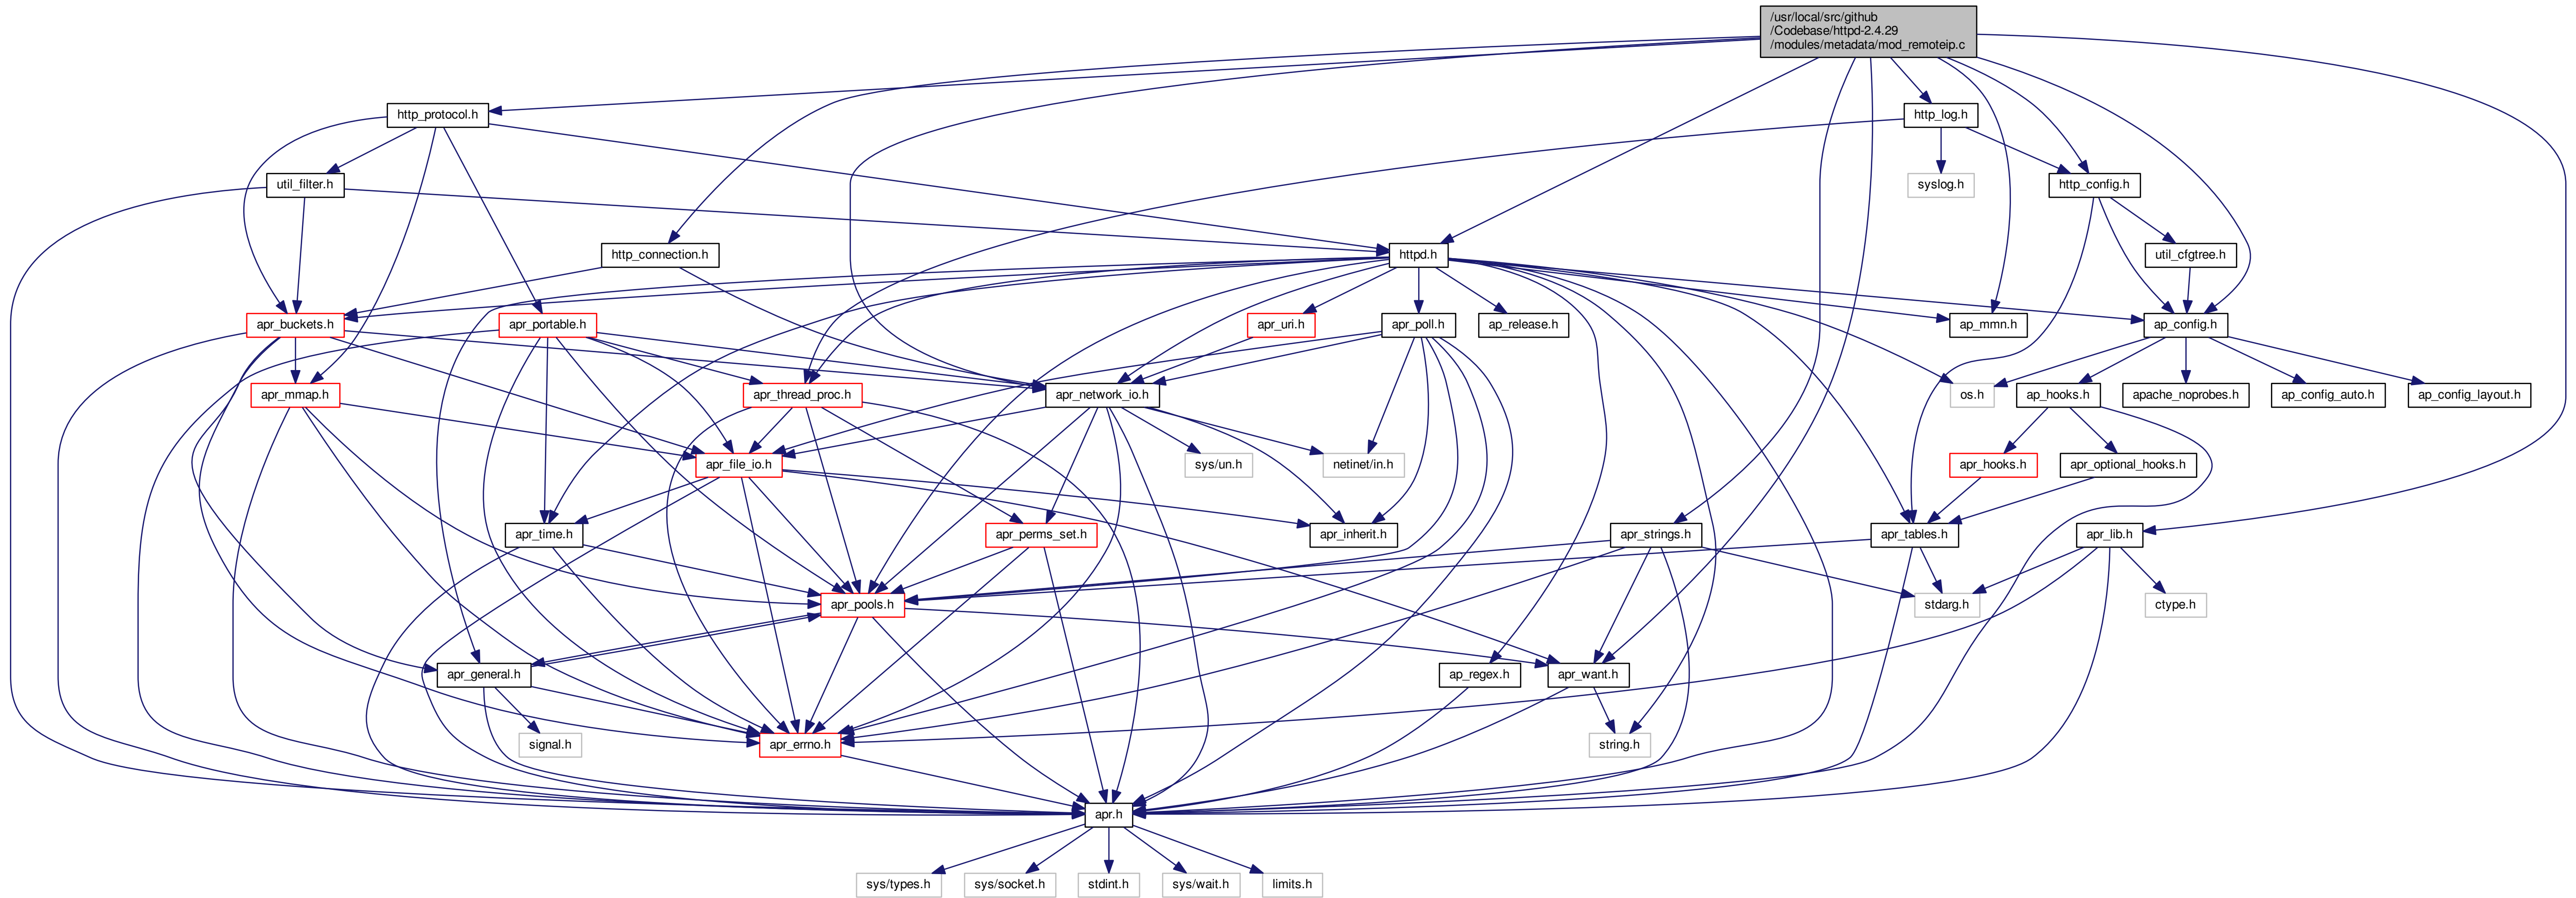 /usr/local/src/github
/Codebase/httpd-2.4.29
/modules/metadata/mod_remoteip.c
http_protocol.h
http_log.h
util_filter.h
syslog.h
http_config.h
http_connection.h
httpd.h
util_cfgtree.h
apr_buckets.h
apr_portable.h
apr_uri.h
apr_poll.h
ap_release.h
ap_mmn.h
ap_config.h
apr_mmap.h
apr_thread_proc.h
apr_network_io.h
os.h
ap_hooks.h
apache_noprobes.h
ap_config_auto.h
ap_config_layout.h
apr_file_io.h
sys/un.h
netinet/in.h
apr_hooks.h
apr_optional_hooks.h
apr_time.h
apr_perms_set.h
apr_inherit.h
apr_strings.h
apr_tables.h
apr_lib.h
apr_pools.h
stdarg.h
ctype.h
apr_general.h
ap_regex.h
apr_want.h
signal.h
apr_errno.h
string.h
apr.h
sys/types.h
sys/socket.h
stdint.h
sys/wait.h
limits.h